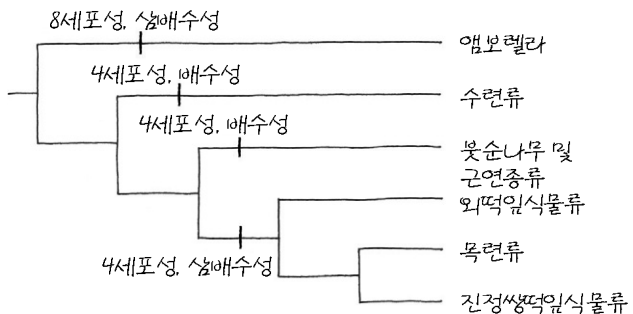 8세포성, 심배수성
앰보렐라
4세포성, 배수성
수련류
4세포성, 배수성
붓순나무 및
근연종류
외떡잎식물류
4세포성, 심배수성
목련류
진정쌍떡잎식물류